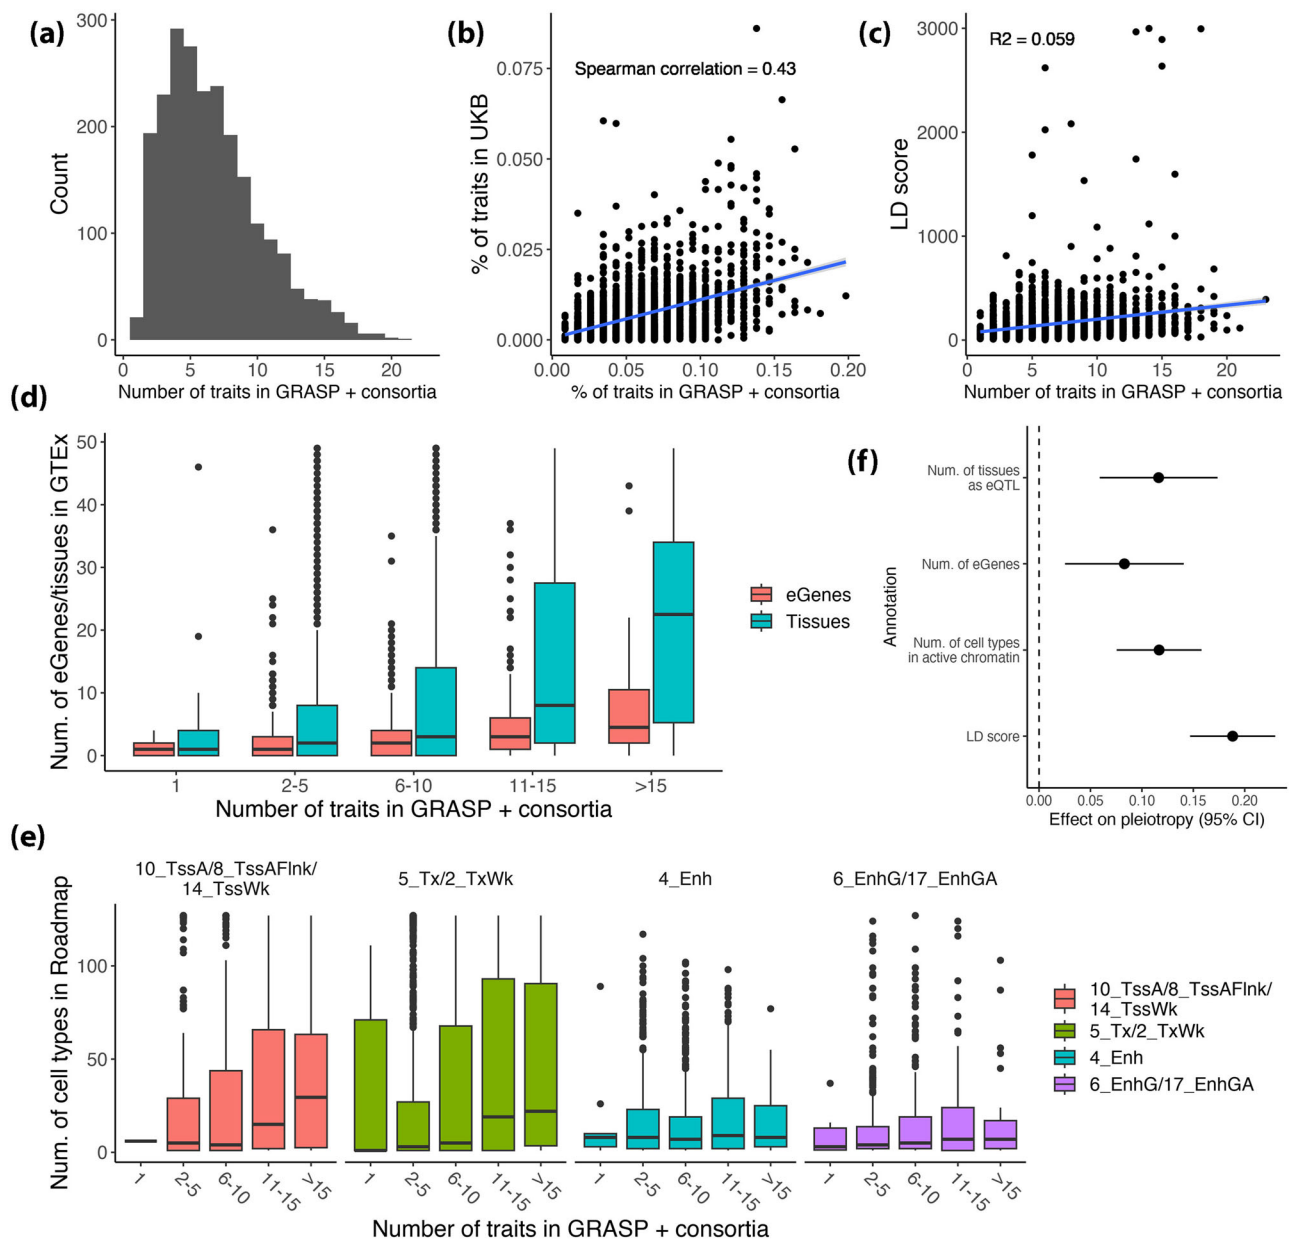 (a)
300
200
100
0
Count
0
5
10
15
20
Number of traits in GRASP + consortia
(b)
Spearman correlation = 0.43
0.075
0.050
0.025
0.000
% of traits in UKB
0.00
0.05
0.10
0.15
0.20
% of traits in GRASP + consortia
(c)
R2 = 0.059
3000
2000
1000
0
LD score
5
10
15
20
Number of traits in GRASP + consortia
(d)
50
40
30
20
10
0
Num. of eGenes/tissues in GTEx
1
2-5
6-10
11-15
>15
Number of traits in GRASP + consortia
eGenes
Tissues
(f)
Num. of tissues
as eQTL
Num. of eGenes
Num. of cell types
in active chromatin
LD score
Annotation
0.00
0.05
0.10
0.15
0.20
Effect on pleiotropy (95% CI)
(e)
10_TssA/8_TssAFlnk/
14_TssWk
5_Tx/2_TxWk
4_Enh
6_EnhG/17_EnhGA
100
50
0
Num. of cell types in Roadmap
1
2-5
6-10
11-15
>15
1
2-5
6-10
11-15
>15
1
2-5
6-10
11-15
>15
1
2-5
6-10
11-15
>15
Number of traits in GRASP + consortia
10_TssA/8_TssAFlnk/
14_TssWk
5_Tx/2_TxWk
4_Enh
6_EnhG/17_EnhGA